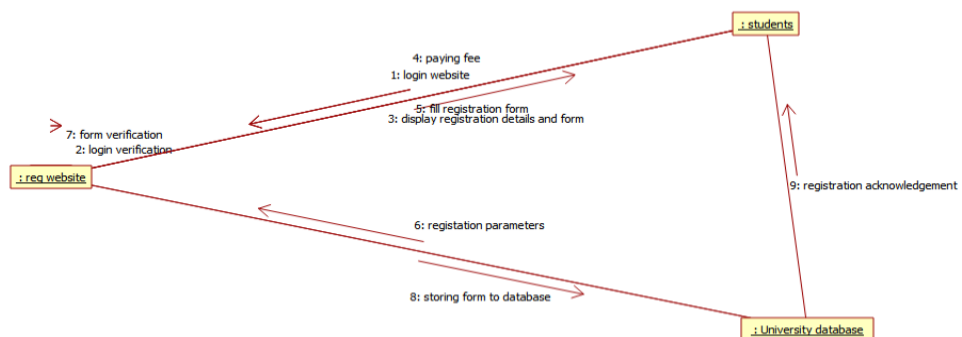 : students
4: paying fee
1: login website
5: fill registration form
3: display registration details and form
7: form verification
2: login verification
: reg website
9: registration acknowledgement
6: registation parameters
8: storing form to database
: University database